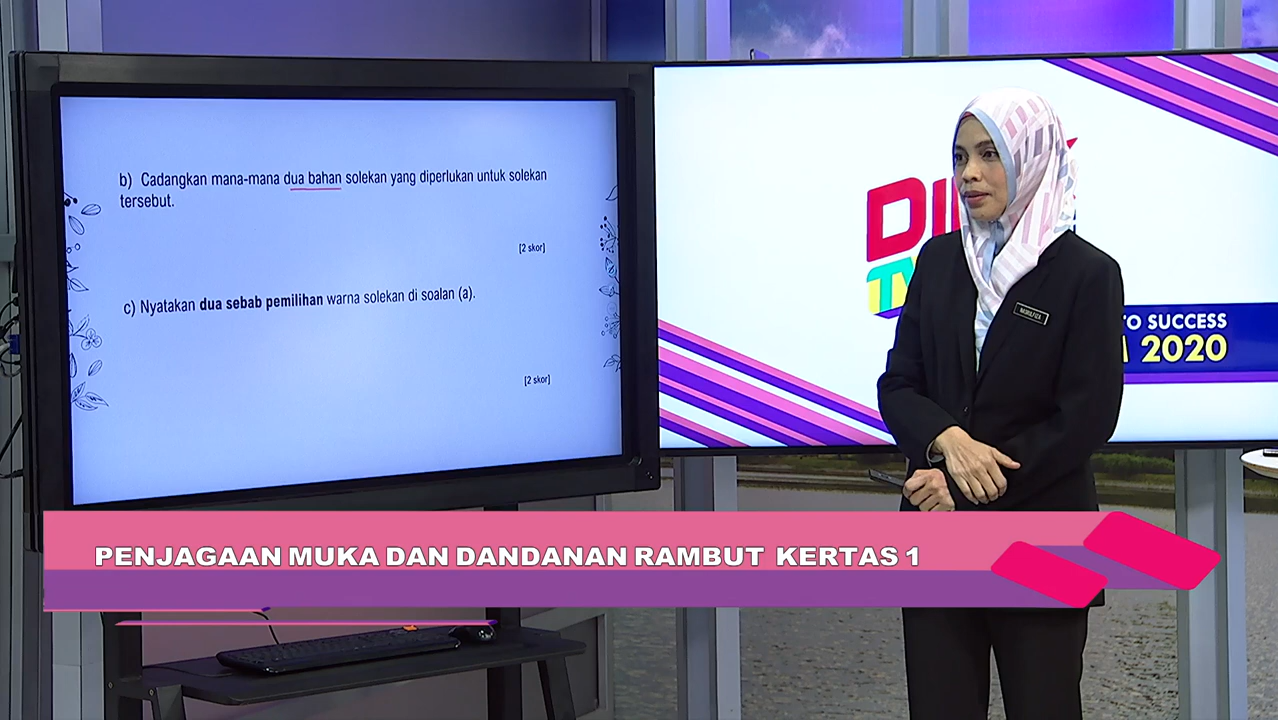 b) Cadangkan mana-mana dua bahan solekan yang diperlukan untuk solekan
tersebut.
[2 skor]
c) Nyatakan dua sebab pemilihan warna solekan di soalan (a).
[2 skor]
TO SUCCESS
2020
PENJAGAAN MUKA DAN DANDANAN RAMBUT KERTAS 1